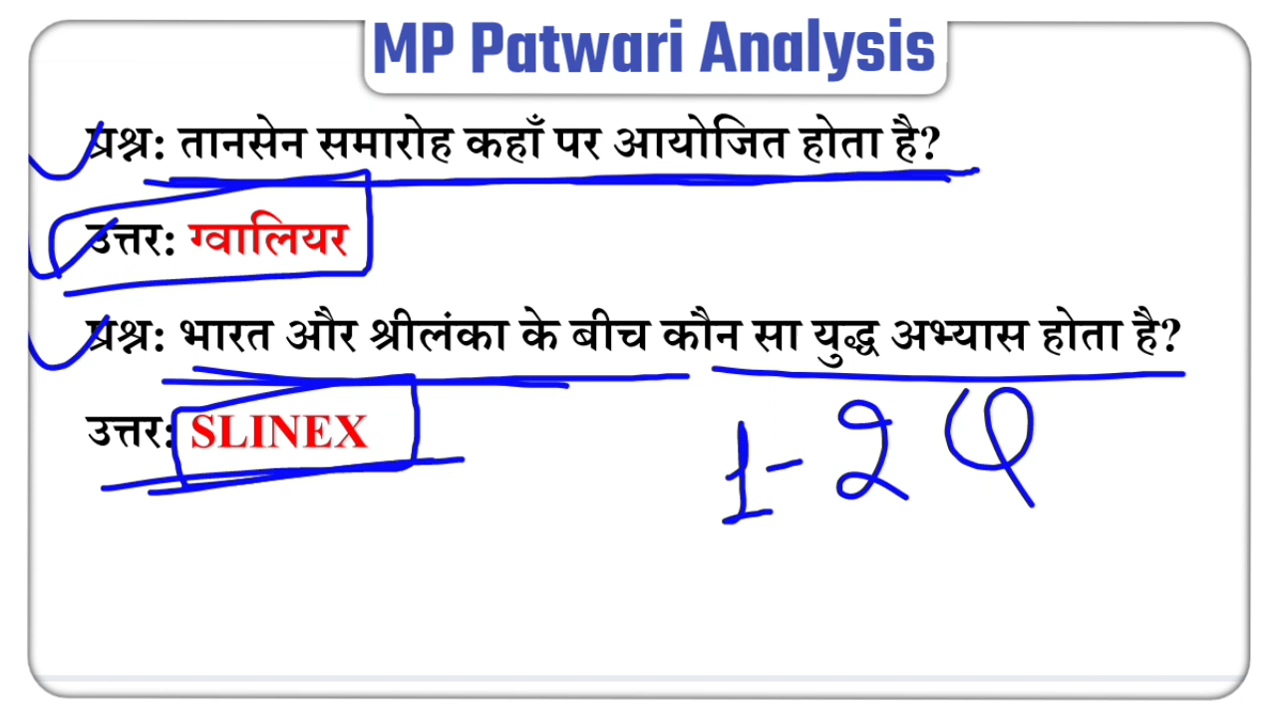 MP Patwari Analysis
प्रश्न: तानसेन समारोह कहाँ पर आयोजित होता है?
उत्तर: ग्वालियर
प्रश्न: भारत और श्रीलंका के बीच कौन सा युद्ध अभ्यास होता है?
उत्तर: SLINEX
1-2 Q